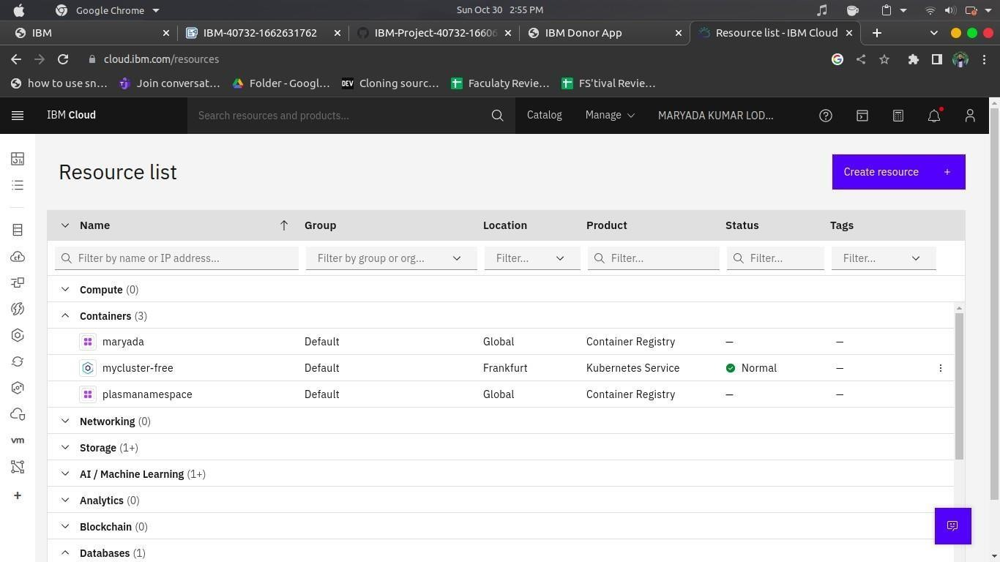 Google Chrome Sun Oct 30 2:55 PM
IBM IBM-40732-1662631762 IBM-Project-40732-16606 IBM Donor App Resource list - IBM Cloud
cloud.ibm.com/resources
how to use sn... Join conversat... Folder - Googl... DEV Cloning sourc... Faculaty Revie... FS'tival Revie...
IBM Cloud Search resources and products... Catalog Manage MARYADA KUMAR LOD...
Resource list Create resource +
Name Group Location Product Status Tags
Filter by name or IP address... Filter by group or org... Filter... Filter... Filter... Filter...
Compute (0)
Containers (3)
maryada Default Global Container Registry — —
mycluster-free Default Frankfurt Kubernetes Service Normal —
plasmanamespace Default Global Container Registry — —
Networking (0)
vm Storage (1+)
AI / Machine Learning (1+)
Analytics (0)
Blockchain (0)
Databases (1)